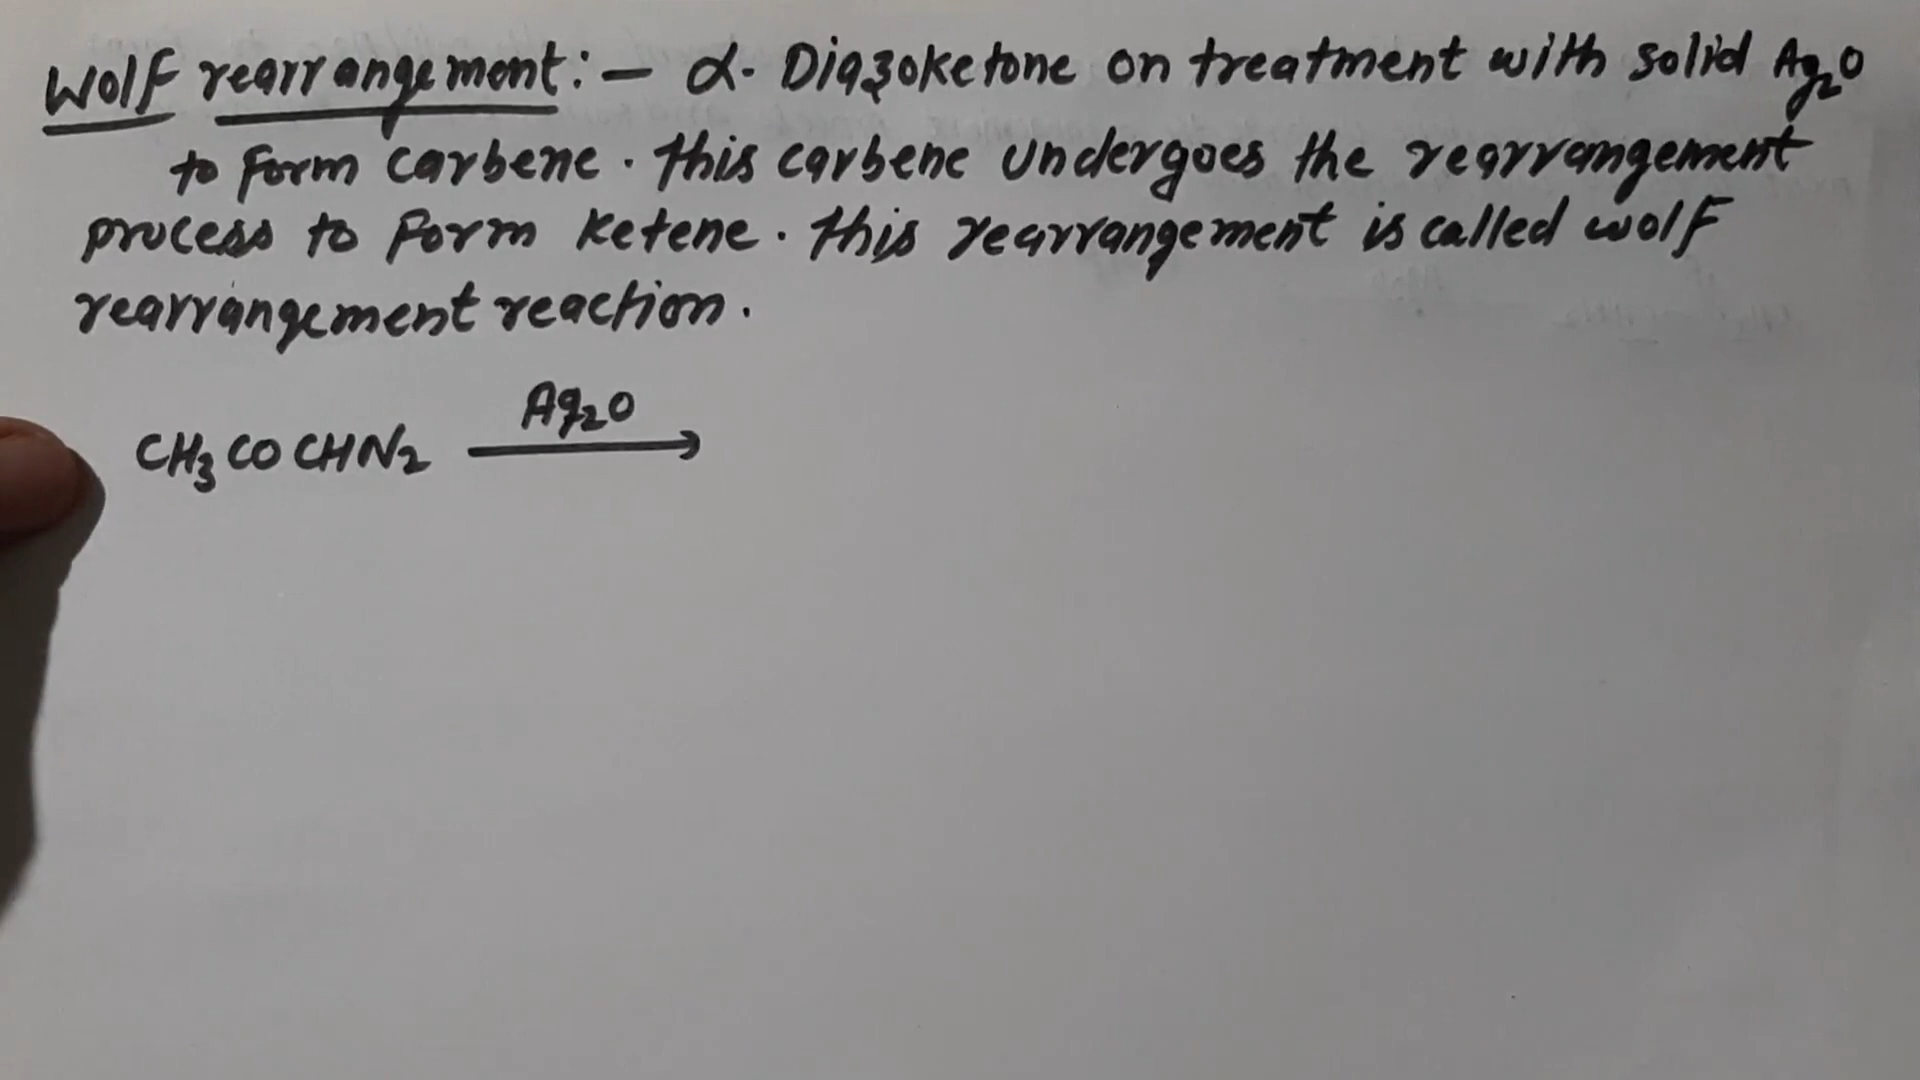 Wolf rearrangement:- α. Diazoketone on treatment with solid Ag₂O
to form carbene. this carbene undergoes the rearrangement
process to form ketene. this rearrangement is called wolf
rearrangement reaction.
Ag₂O
CH₃COCHN₂ ⟶